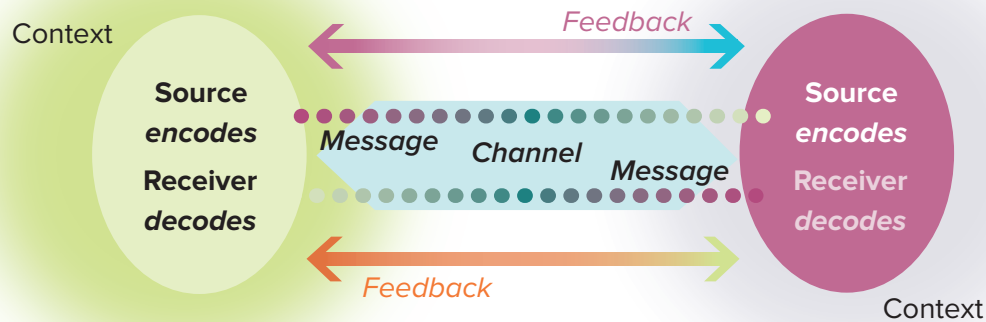 Context
Feedback
Source
encodes
Receiver
decodes
Message
Channel
Message
Source
encodes
Receiver
decodes
Feedback
Context